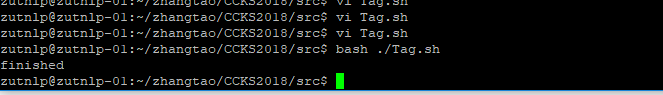 zutnlp@zutnlp-01:~/zhangtao/CCKS2018/src$ vi Tag.sh
zutnlp@zutnlp-01:~/zhangtao/CCKS2018/src$ vi Tag.sh
zutnlp@zutnlp-01:~/zhangtao/CCKS2018/src$ vi Tag.sh
zutnlp@zutnlp-01:~/zhangtao/CCKS2018/src$ bash ./Tag.sh
finished
zutnlp@zutnlp-01:~/zhangtao/CCKS2018/src$